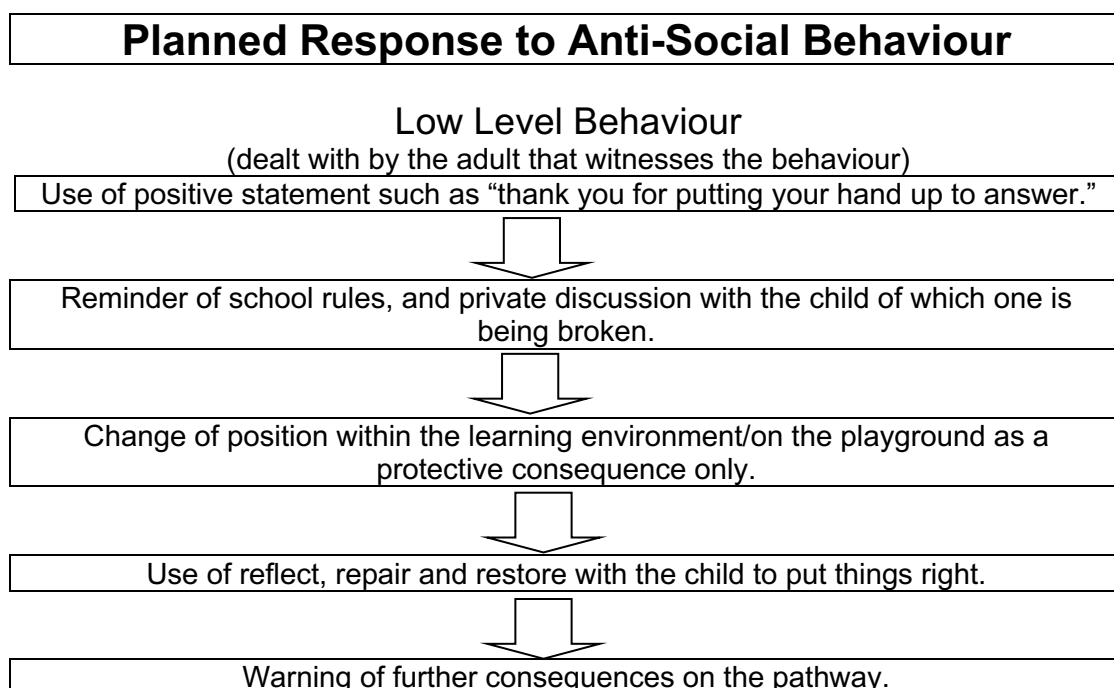 Planned Response to Anti-Social Behaviour
Low Level Behaviour
(dealt with by the adult that witnesses the behaviour)
Use of positive statement such as “thank you for putting your hand up to answer.”
Reminder of school rules, and private discussion with the child of which one is
being broken.
Change of position within the learning environment/on the playground as a
protective consequence only.
Use of reflect, repair and restore with the child to put things right.
Warning of further consequences on the pathway.